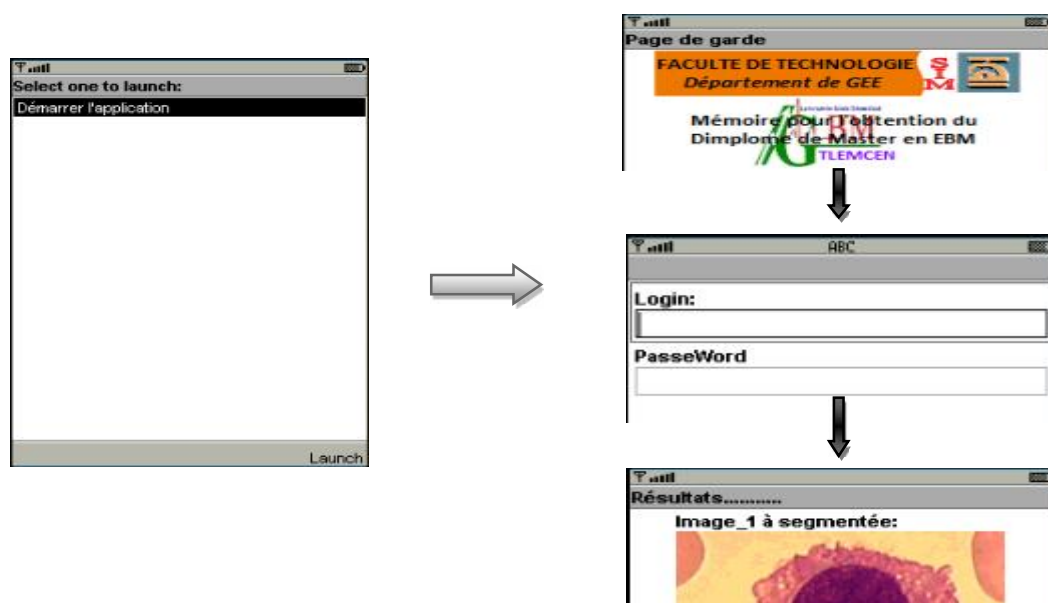 Select one to launch:
Démarrer l'application
Launch
Page de garde
FACULTE DE TECHNOLOGIE
Département de GEE
SIM
Mémoire pour l'obtention du
Dimplome de Master en EBM
TLEMCEN
ABC
Login:
PasseWord
Résultats...........
Image_1 à segmentée: